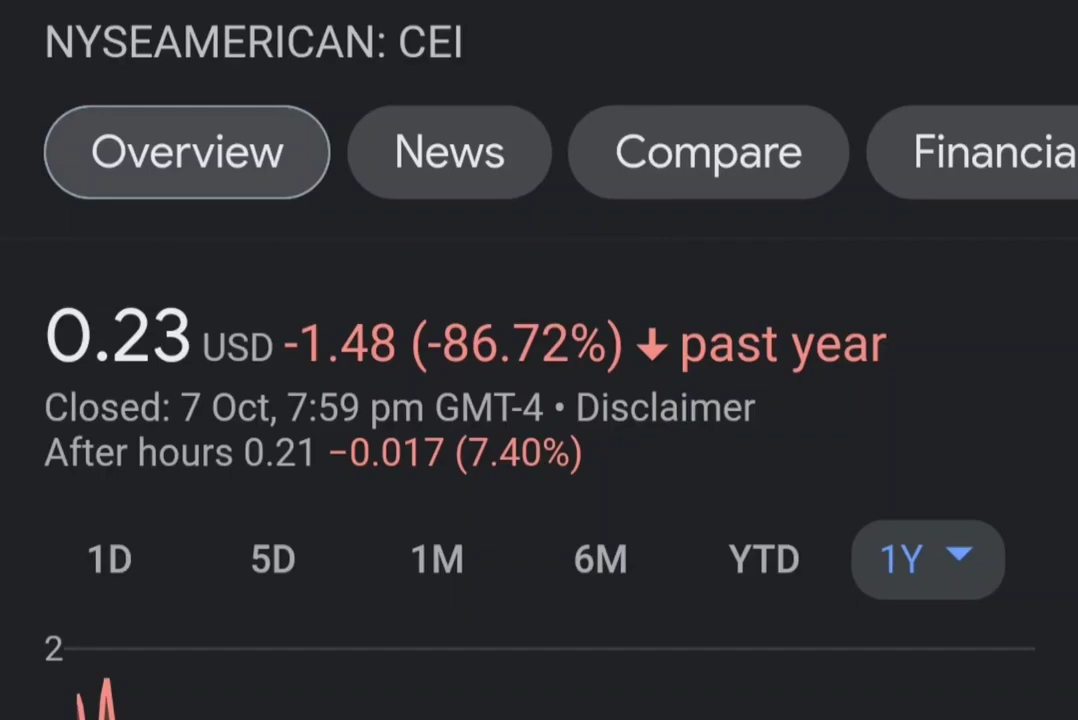 NYSEAMERICAN: CEI
Overview News Compare Financia
0.23 USD -1.48 (-86.72%) ↓ past year
Closed: 7 Oct, 7:59 pm GMT-4 • Disclaimer
After hours 0.21 −0.017 (7.40%)
1D 5D 1M 6M YTD 1Y
2